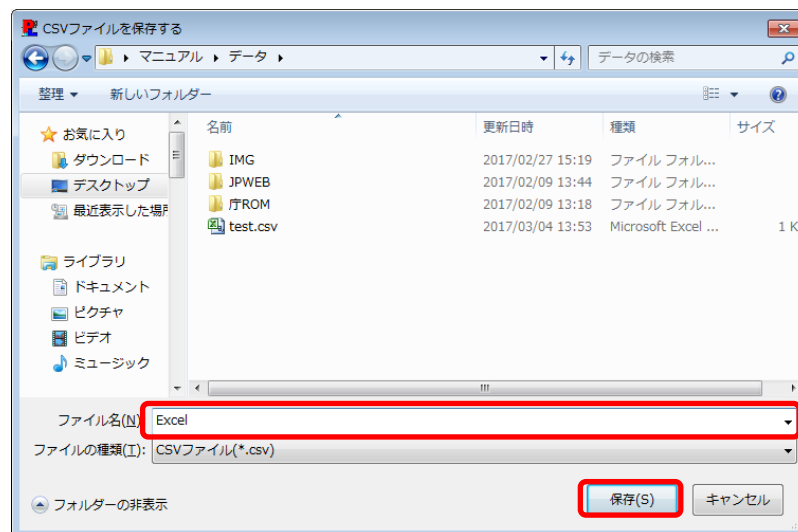 CSVファイルを保存する
マニュアル データ
データの検索
整理 新しいフォルダー
名前 更新日時 種類 サイズ
お気に入り
ダウンロード
デスクトップ
最近表示した場所
ライブラリ
ドキュメント
ピクチャ
ビデオ
ミュージック
IMG 2017/02/27 15:19 ファイル フォル...
JPWEB 2017/02/09 13:44 ファイル フォル...
庁ROM 2017/02/09 13:18 ファイル フォル...
test.csv 2017/03/04 13:53 Microsoft Excel ... 1 K
ファイル名(N) Excel
ファイルの種類(T): CSVファイル(*.csv)
フォルダーの非表示
保存(S) キャンセル